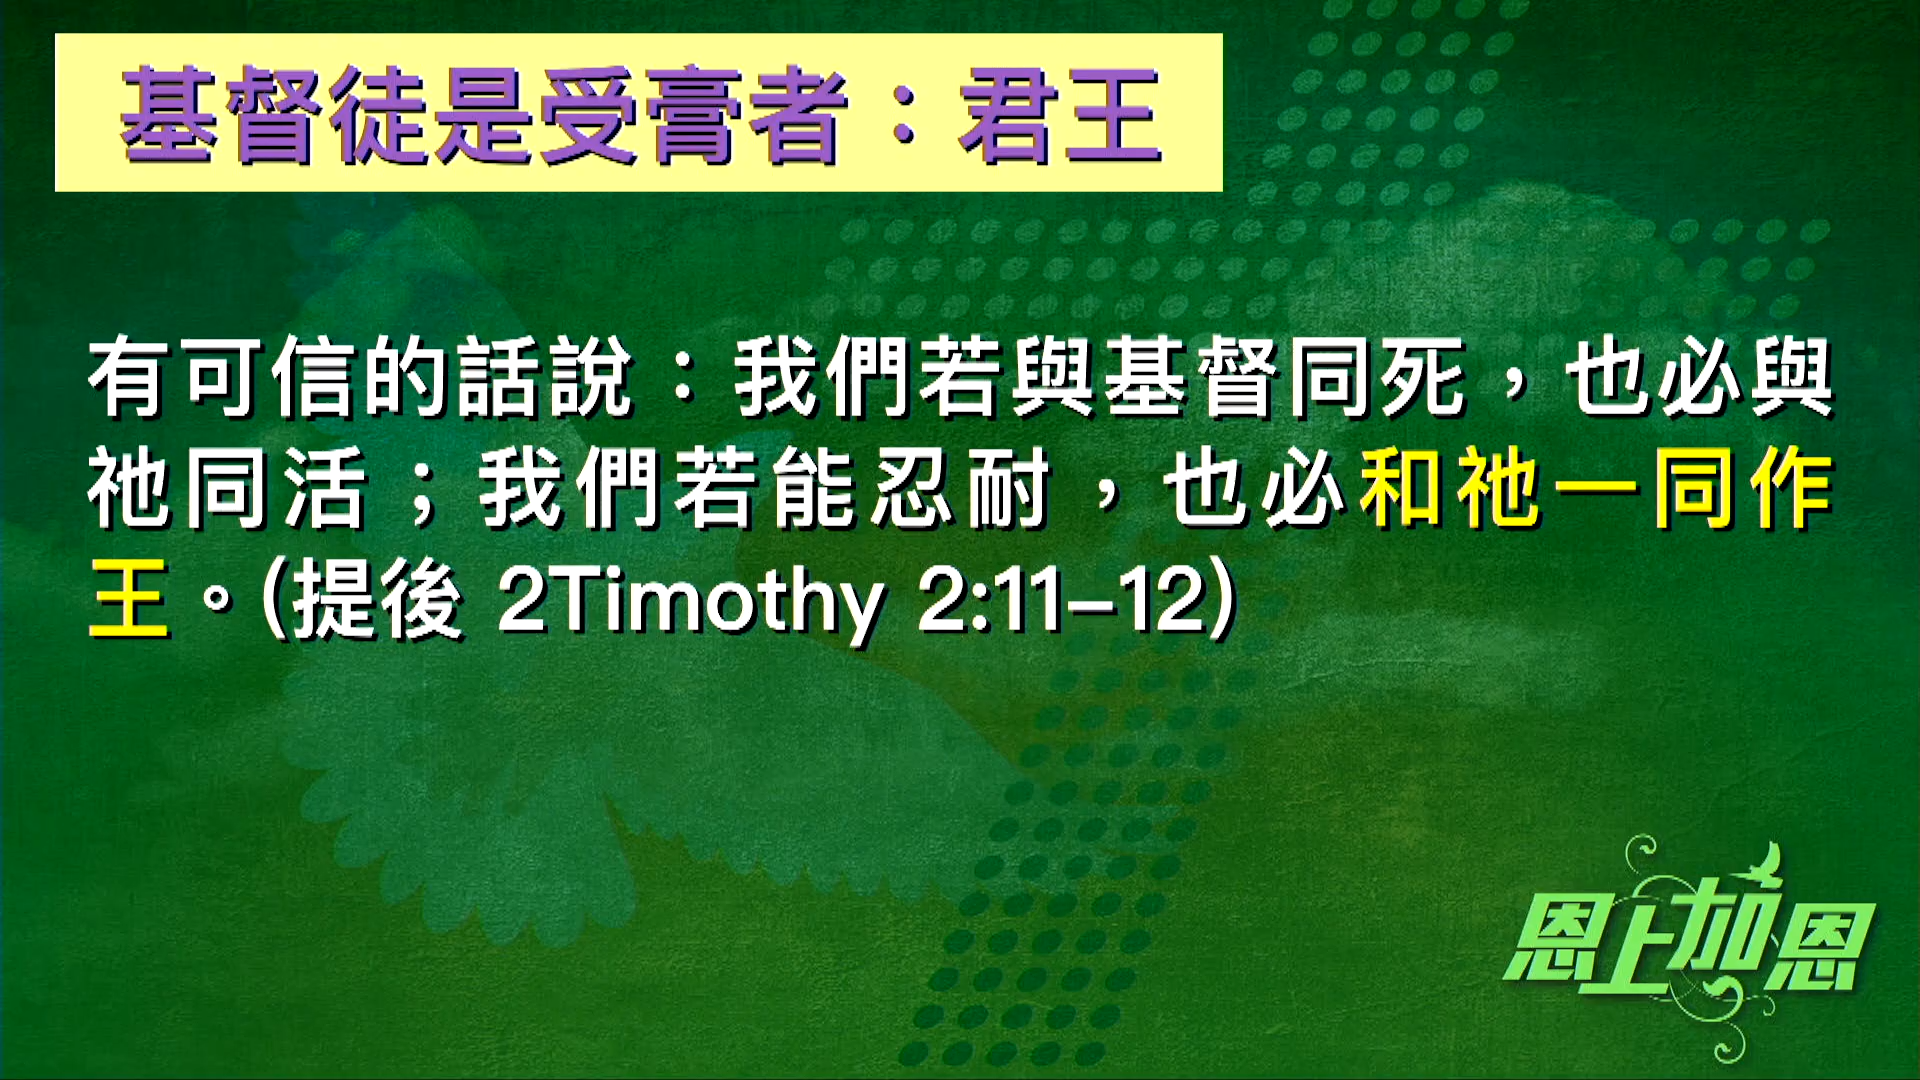 基督徒是受膏者：君王
有可信的話說：我們若與基督同死，也必與
祂同活；我們若能忍耐，也必和祂一同作
王。(提後 2Timothy 2:11-12)
恩上加恩